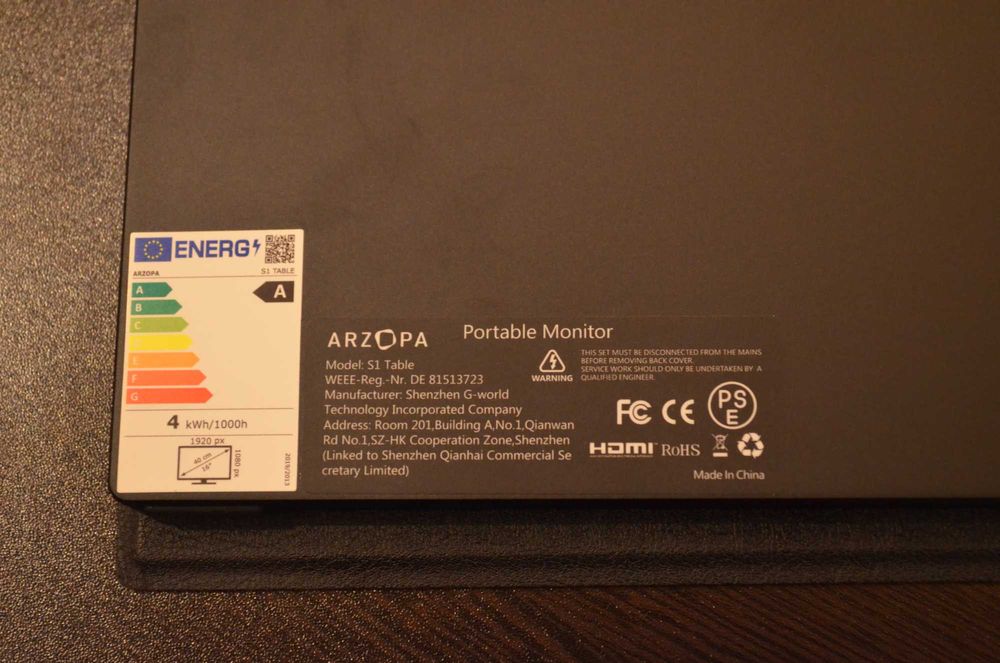 ENERG
ARZOPA
S1 TABLE
A
A
B
C
E
F
G
4 kWh/1000h
1920 px
40 cm
16"
1080 px
2019/2013
ARZOPA
Portable Monitor
Model: S1 Table
WEEE-Reg.-Nr. DE 81513723
Manufacturer: Shenzhen G-world
Technology Incorporated Company
Address: Room 201,Building A,No.1,Qianwan
Rd No.1,SZ-HK Cooperation Zone,Shenzhen
(Linked to Shenzhen Qianhai Commercial Se
cretary Limited)
WARNING
THIS SET MUST BE DISCONNECTED FROM THE MAINS
BEFORE REMOVING BACK COVER.
SERVICE WORK SHOULD ONLY BE UNDERTAKEN BY A
QUALIFIED ENGINEER.
FC CE
PS
E
HDMI RoHS
Made In China